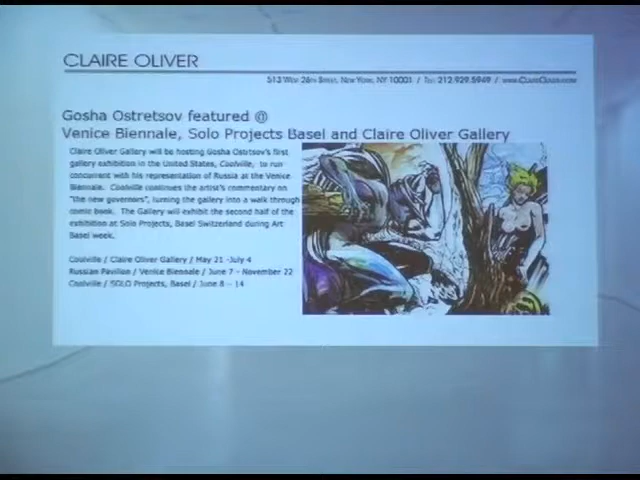 CLAIRE OLIVER
513 West 26th Street, New York, NY 10001 / Tel: 212.929.5949 / www.ClaireOliver.com
Gosha Ostretsov featured @
Venice Biennale, Solo Projects Basel and Claire Oliver Gallery
Claire Oliver Gallery will be hosting Gosha Ostritsov's first
gallery exhibition in the United States, Coolville, to run
concurrent with his representation of Russia at the Venice
Biennale. Coolville continues the artist's commentary on
"the new governors", turning the gallery into a walk through
comic book. The Gallery will exhibit the second half of the
exhibition at Solo Projects, Basel Switzerland during Art
Basel week.
Coolville / Claire Oliver Gallery / May 21 -July 4
Russian Pavilion / Venice Biennale / June 7 - November 22
Coolville / SOLO Projects, Basel / June 8 - 14